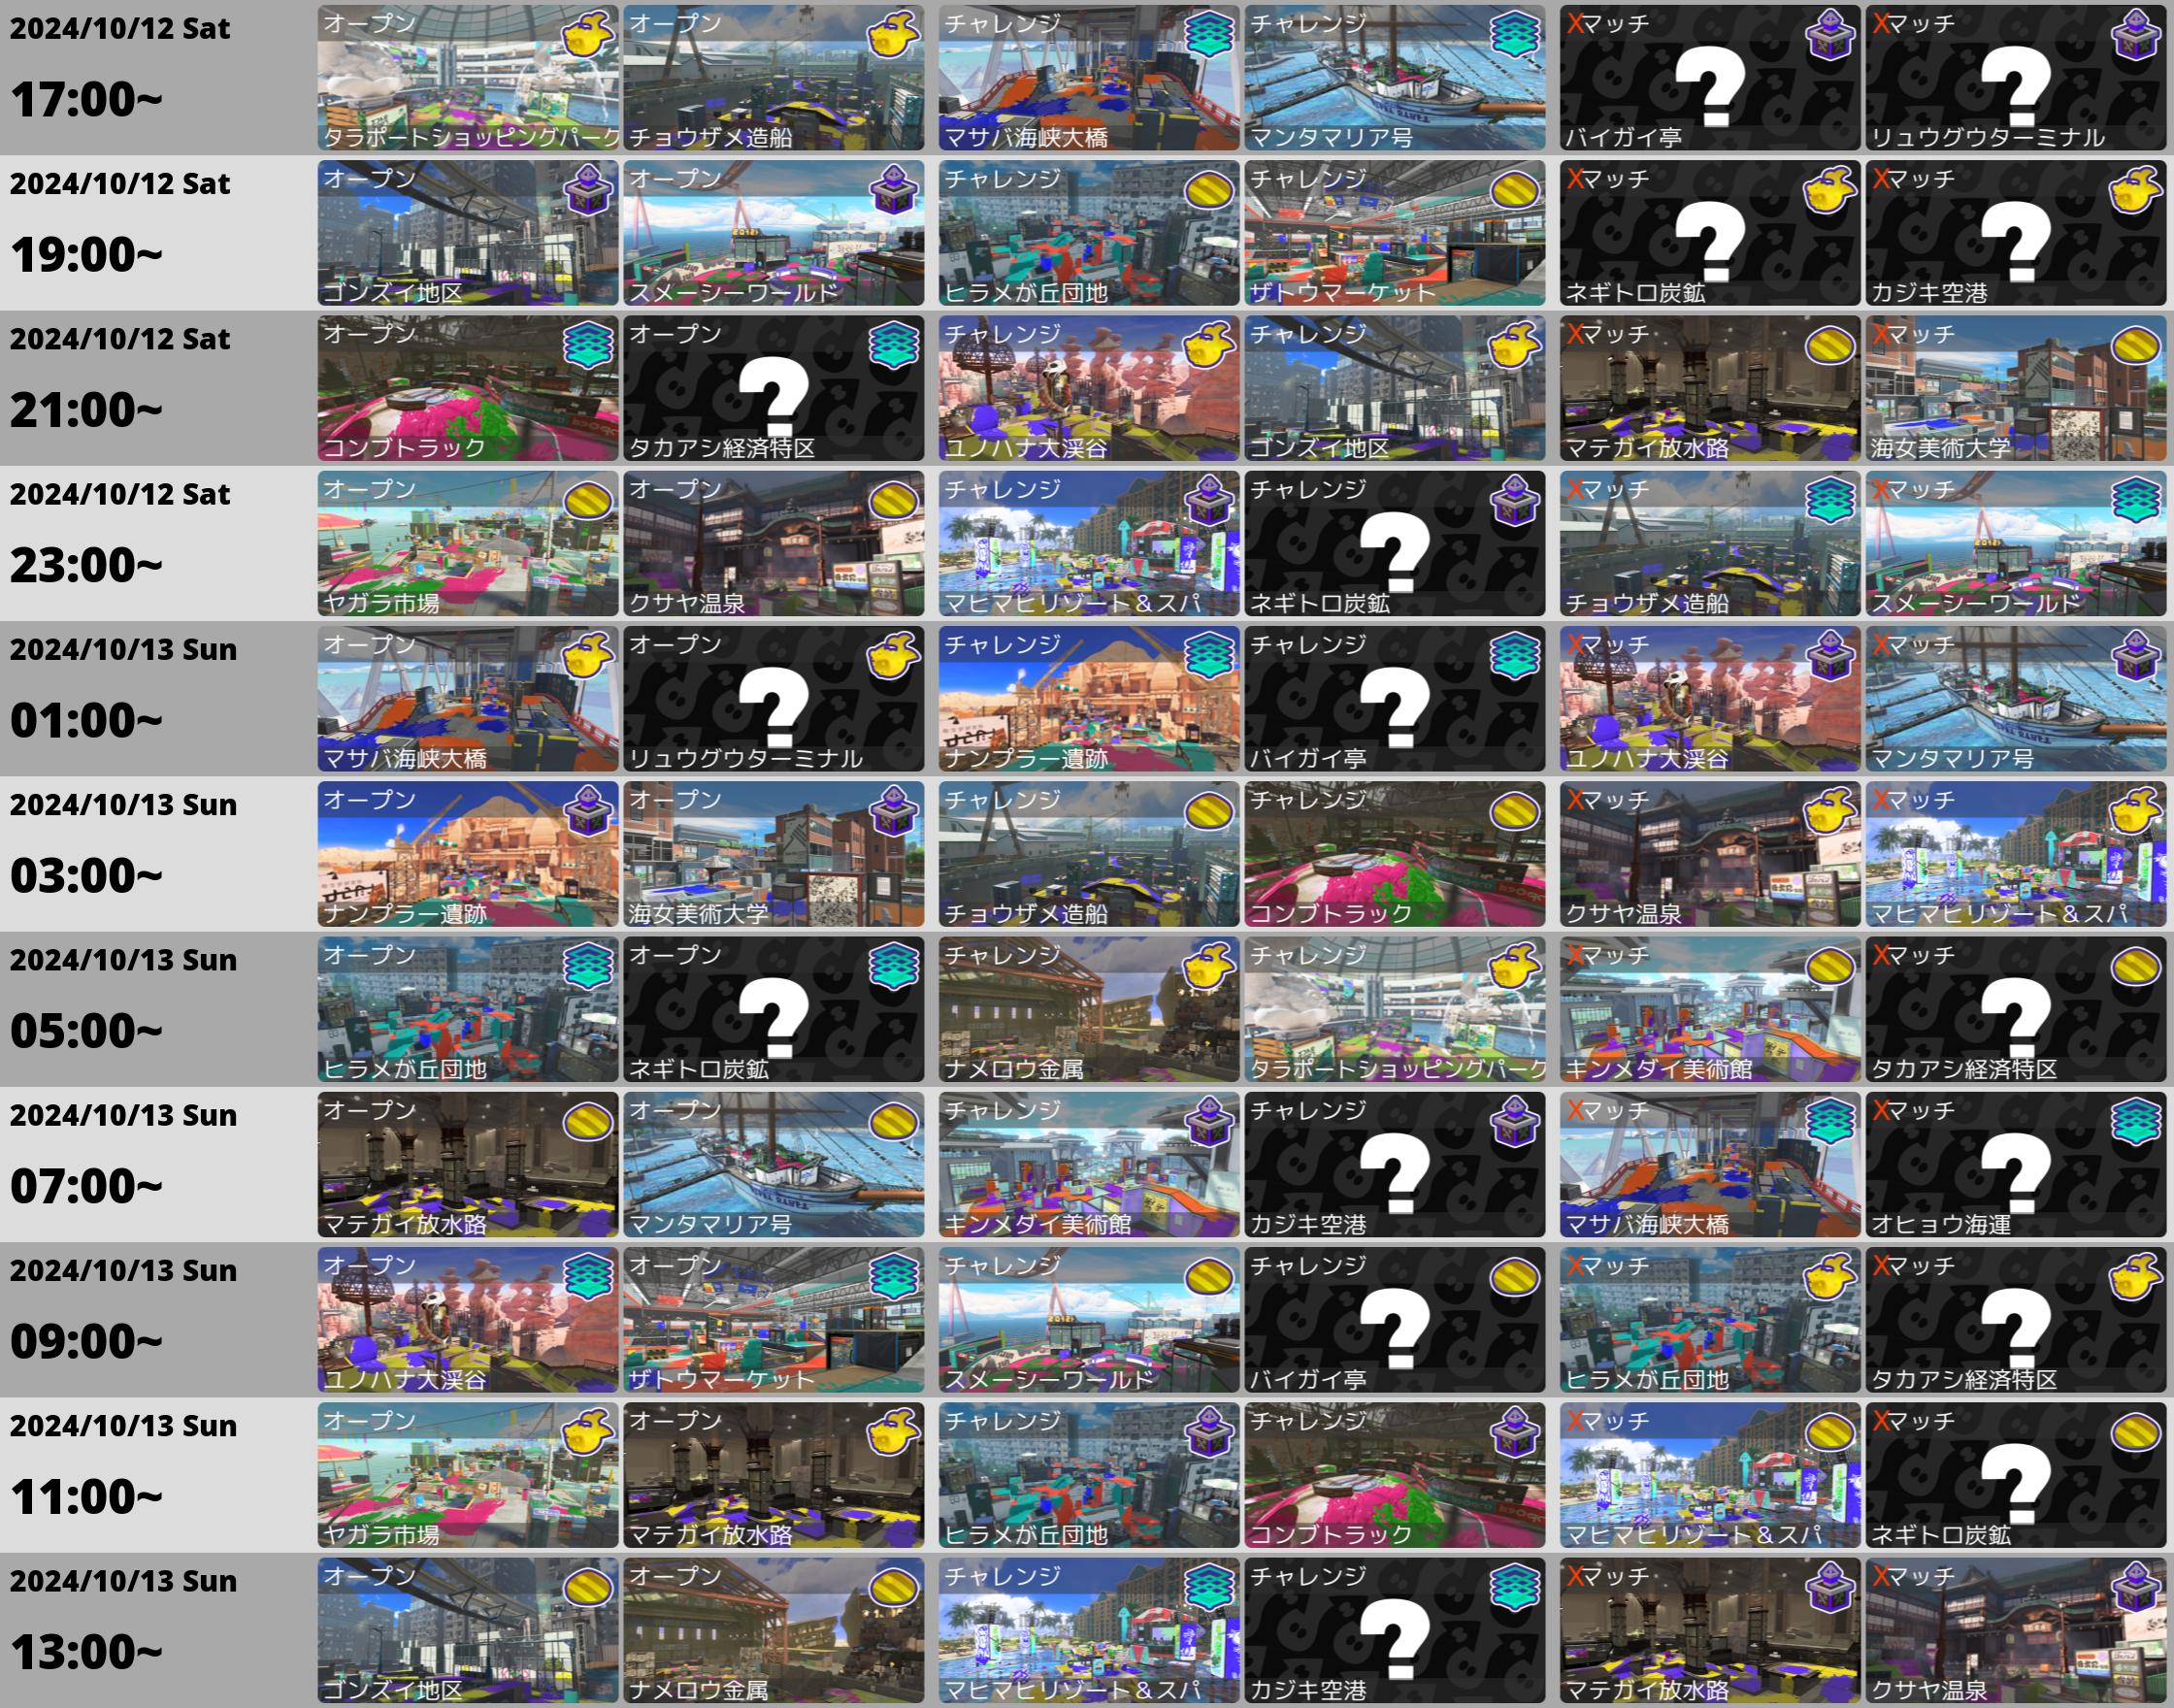 2024/10/12 Sat
17:00~
オープン
タラポートショッピングパーク
オープン
チョウザメ造船
チャレンジ
マサバ海峡大橋
チャレンジ
マンタマリア号
Xマッチ
バイガイ亭
Xマッチ
リュウグウターミナル
2024/10/12 Sat
19:00~
オープン
ゴンズイ地区
オープン
スメーシーワールド
チャレンジ
ヒラメが丘団地
チャレンジ
ザトウマーケット
Xマッチ
ネギトロ炭鉱
Xマッチ
カジキ空港
2024/10/12 Sat
21:00~
オープン
コンブトラック
オープン
タカアシ経済特区
チャレンジ
ユノハナ大渓谷
チャレンジ
ゴンズイ地区
Xマッチ
マテガイ放水路
Xマッチ
海女美術大学
2024/10/12 Sat
23:00~
オープン
ヤガラ市場
オープン
クサヤ温泉
チャレンジ
マヒマヒリゾート＆スパ
チャレンジ
ネギトロ炭鉱
Xマッチ
チョウザメ造船
Xマッチ
スメーシーワールド
2024/10/13 Sun
01:00~
オープン
マサバ海峡大橋
オープン
リュウグウターミナル
チャレンジ
ナンプラー遺跡
チャレンジ
バイガイ亭
Xマッチ
ユノハナ大渓谷
Xマッチ
マンタマリア号
2024/10/13 Sun
03:00~
オープン
ナンプラー遺跡
オープン
海女美術大学
チャレンジ
チョウザメ造船
チャレンジ
コンブトラック
Xマッチ
クサヤ温泉
Xマッチ
マヒマヒリゾート＆スパ
2024/10/13 Sun
05:00~
オープン
ヒラメが丘団地
オープン
ネギトロ炭鉱
チャレンジ
ナメロウ金属
チャレンジ
タラポートショッピングパーク
Xマッチ
キンメダイ美術館
Xマッチ
タカアシ経済特区
2024/10/13 Sun
07:00~
オープン
マテガイ放水路
オープン
マンタマリア号
チャレンジ
キンメダイ美術館
チャレンジ
カジキ空港
Xマッチ
マサバ海峡大橋
Xマッチ
オヒョウ海運
2024/10/13 Sun
09:00~
オープン
ユノハナ大渓谷
オープン
ザトウマーケット
チャレンジ
スメーシーワールド
チャレンジ
バイガイ亭
Xマッチ
ヒラメが丘団地
Xマッチ
タカアシ経済特区
2024/10/13 Sun
11:00~
オープン
ヤガラ市場
オープン
マテガイ放水路
チャレンジ
ヒラメが丘団地
チャレンジ
コンブトラック
Xマッチ
マヒマヒリゾート＆スパ
Xマッチ
ネギトロ炭鉱
2024/10/13 Sun
13:00~
オープン
ゴンズイ地区
オープン
ナメロウ金属
チャレンジ
マヒマヒリゾート＆スパ
チャレンジ
カジキ空港
Xマッチ
マテガイ放水路
Xマッチ
クサヤ温泉